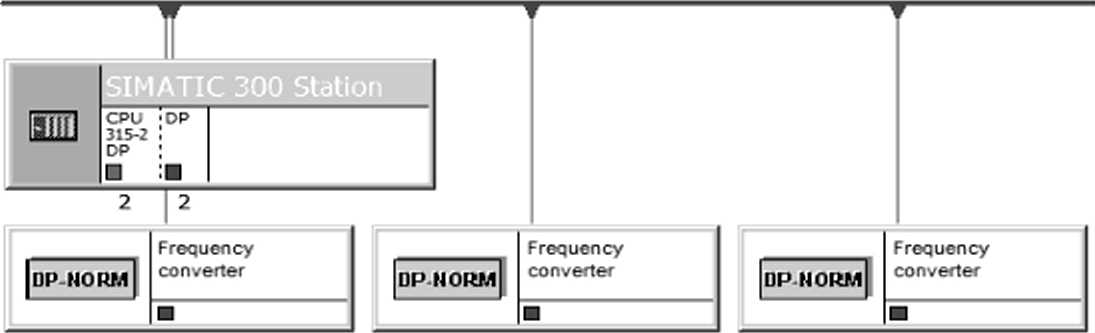 SIMATIC 300 Station
CPU
315-2
DP
DP
2
2
DP-NORM
Frequency
converter
DP-NORM
Frequency
converter
DP-NORM
Frequency
converter